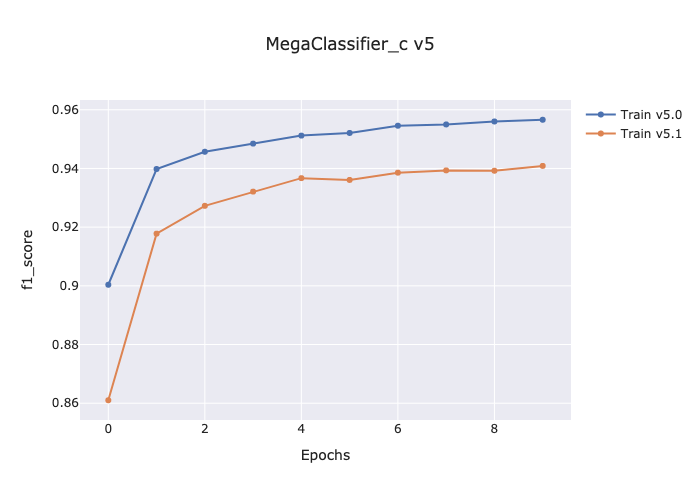 MegaClassifier_c v5
Train v5.0
Train v5.1
f1_score
0.96
0.94
0.92
0.9
0.88
0.86
0 2 4 6 8
Epochs